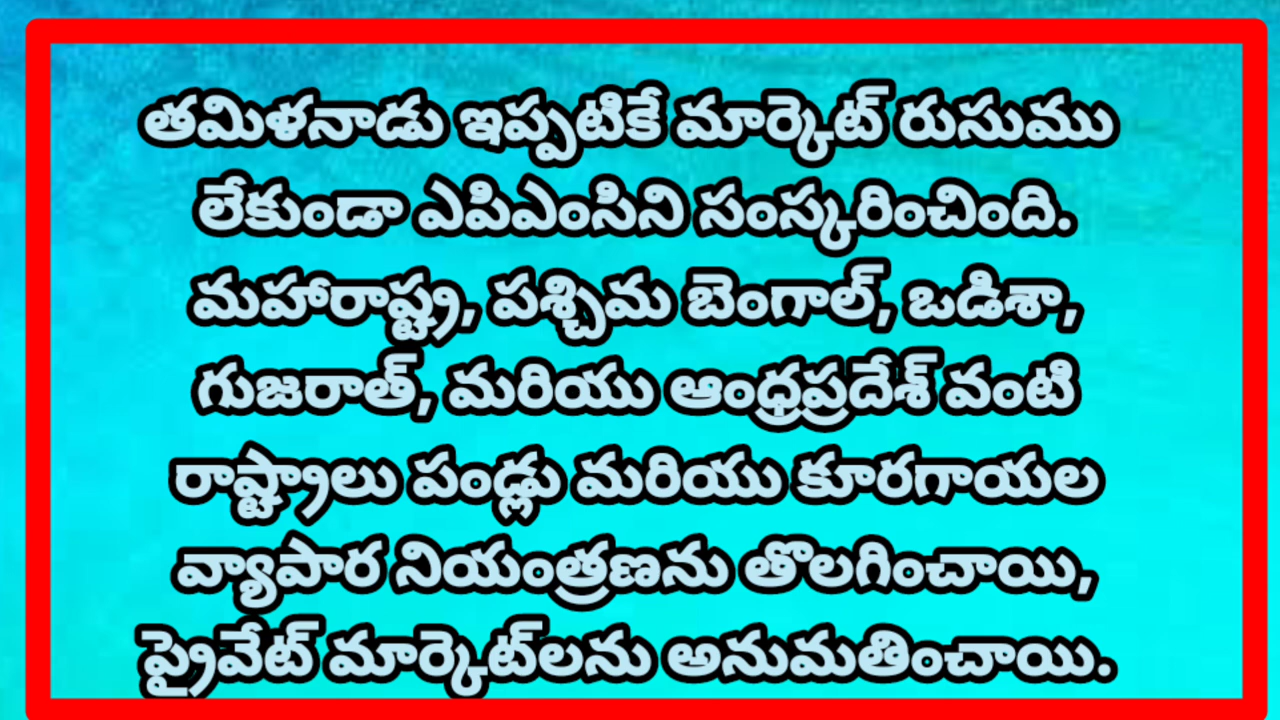 తమిళనాడు ఇప్పటికే మార్కెట్ రుసుము
లేకుండా ఎపిఎంసిని సంస్కరించింది.
మహారాష్ట్ర, పశ్చిమ బెంగాల్, ఒడిశా,
గుజరాత్, మరియు ఆంధ్రప్రదేశ్ వంటి
రాష్ట్రాలు పండ్లు మరియు కూరగాయల
వ్యాపార నియంత్రణను తొలగించాయి,
ప్రైవేట్ మార్కెట్‌లను అనుమతించాయి.